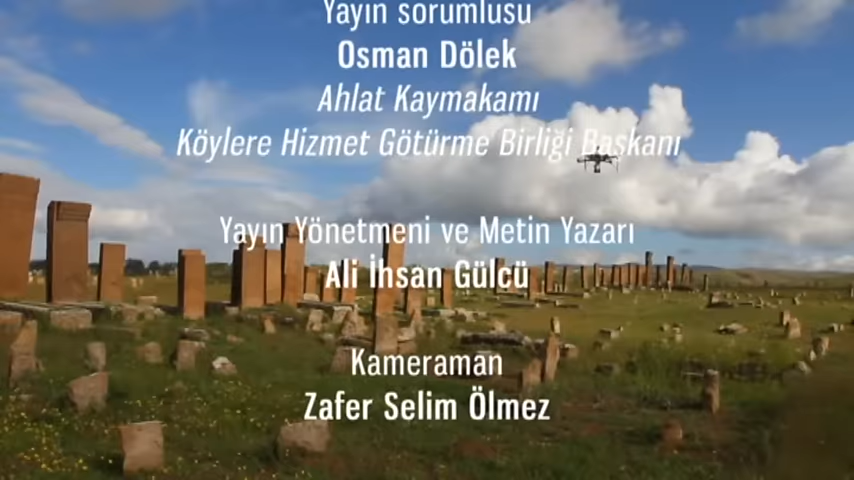 Yayın sorumlusu
Osman Dölek
Ahlat Kaymakamı
Köylere Hizmet Götürme Birliği Başkanı
Yayın Yönetmeni ve Metin Yazarı
Ali İhsan Gülcü
Kameraman
Zafer Selim Ölmez